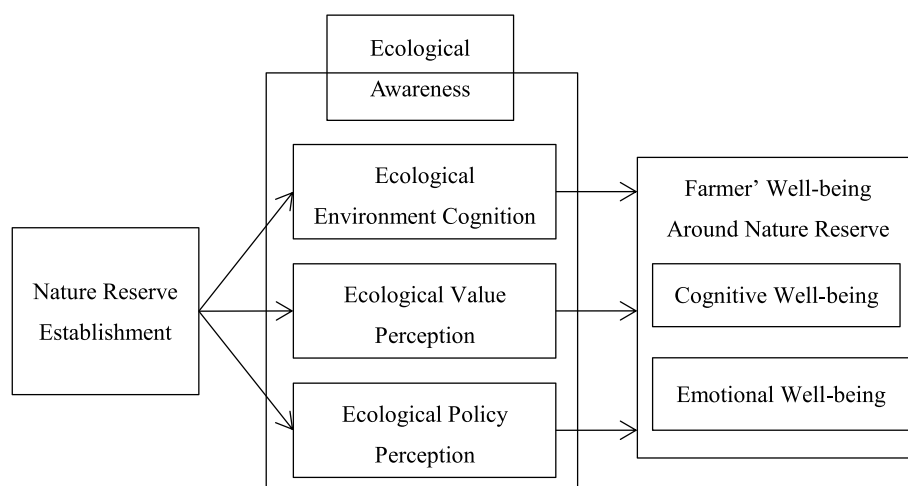 Ecological
Awareness
Ecological
Environment Cognition
Farmer’ Well-being
Around Nature Reserve
Nature Reserve
Establishment
Ecological Value
Perception
Cognitive Well-being
Ecological Policy
Perception
Emotional Well-being